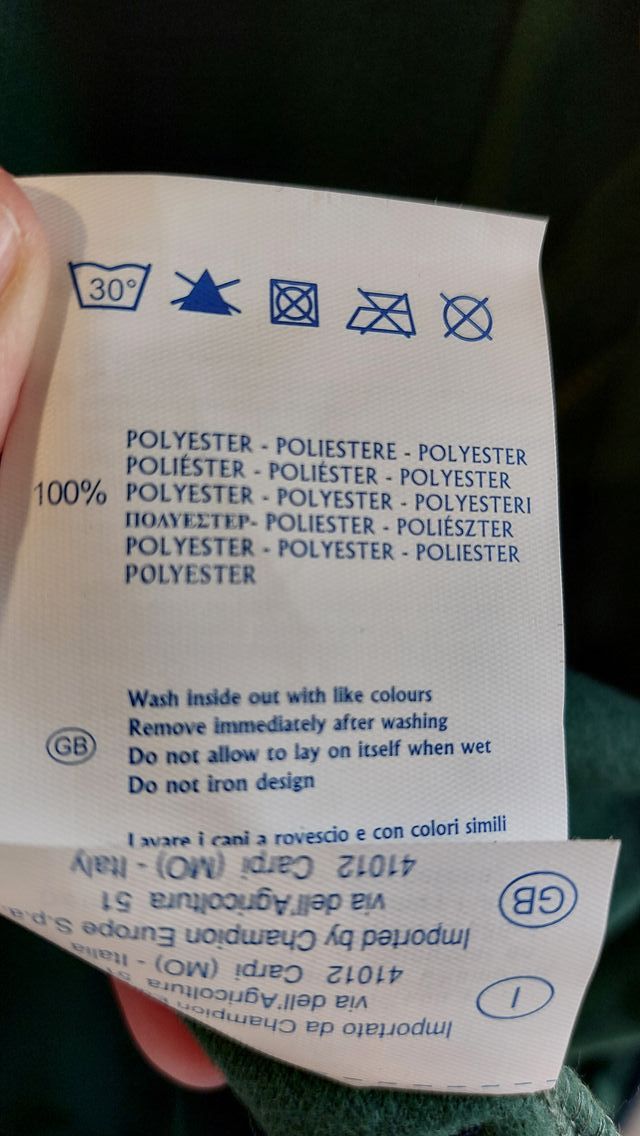 30°
POLYESTER - POLIESTERE - POLYESTER
POLIÉSTER - POLIÉSTER - POLYESTER
100% POLYESTER - POLYESTER - POLYESTERI
ΠΟΛΥΕΣΤΕΡ- POLIESTER - POLIÉSZTER
POLYESTER - POLYESTER - POLIESTER
POLYESTER
GB
Wash inside out with like colours
Remove immediately after washing
Do not allow to lay on itself when wet
Do not iron design
Lavare i capi a rovescio e con colori simili
I
Importato da Champion
via dell'Agricoltura 51
41012 Carpi (MO) - Italia
GB
Imported by Champion Europe S.p.a.
via dell'Agricoltura 51
41012 Carpi (MO) - Italy